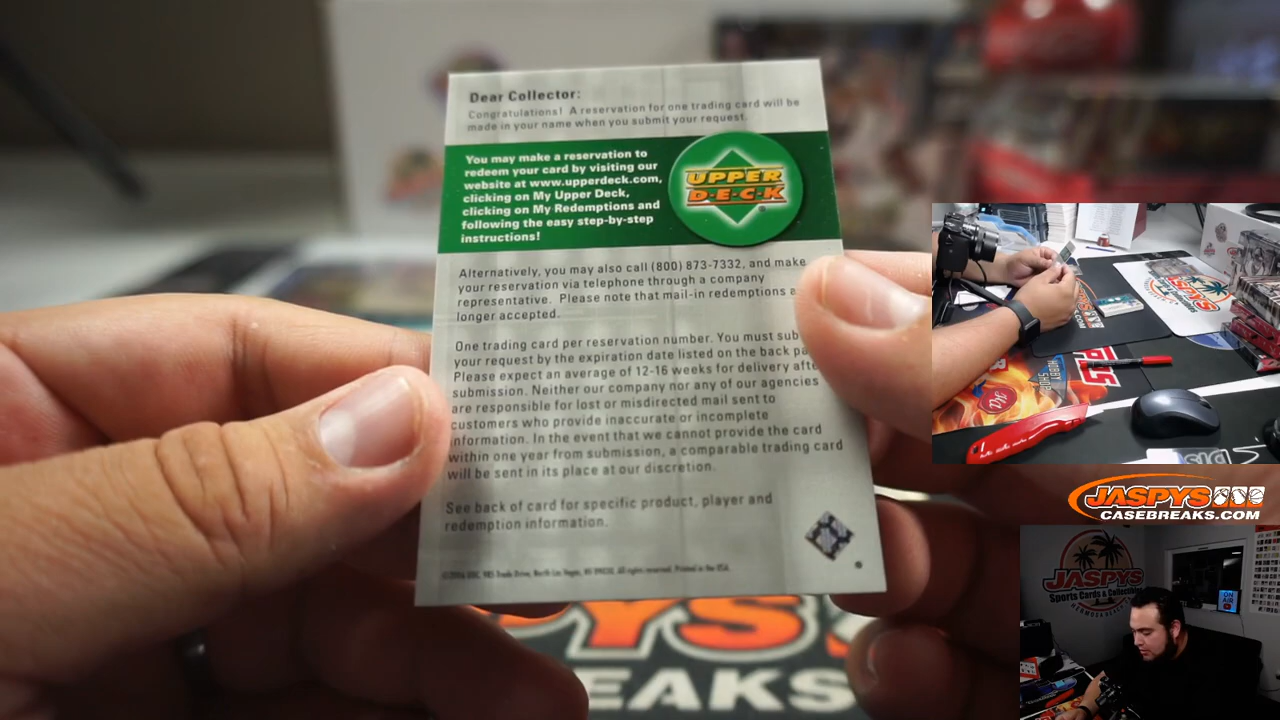 Dear Collector:
Congratulations! A reservation for one trading card will be
made in your name when you submit your request.
You may make a reservation to
redeem your card by visiting our
website at www.upperdeck.com,
clicking on My Upper Deck,
clicking on My Redemptions and
following the easy step-by-step
instructions!
UPPER
D·E·C·K
Alternatively, you may also call (800) 873-7332, and make
your reservation via telephone through a company
representative. Please note that mail-in redemptions a
longer accepted.
One trading card per reservation number. You must sub
your request by the expiration date listed on the back pa
Please expect an average of 12-16 weeks for delivery afte
submission. Neither our company nor any of our agencies
are responsible for lost or misdirected mail sent to
customers who provide inaccurate or incomplete
information. In the event that we cannot provide the card
within one year from submission, a comparable trading card
will be sent in its place at our discretion.
See back of card for specific product, player and
redemption information.
PYS
EAKS
JASPYS
CASEBREAKS.COM
JASPYS
Sports Cards & Collectibles
HERMOSA BEACH
ON
AIR